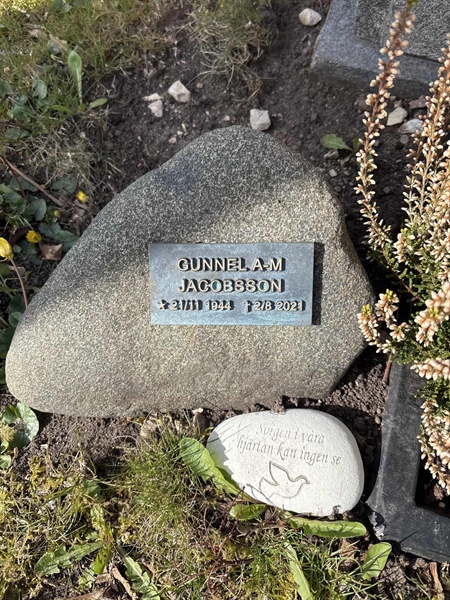 GUNNEL A-M
JACOBSSON
* 21/11 1944 † 2/8 2021
Sorgen i våra
hjärtan kan ingen se